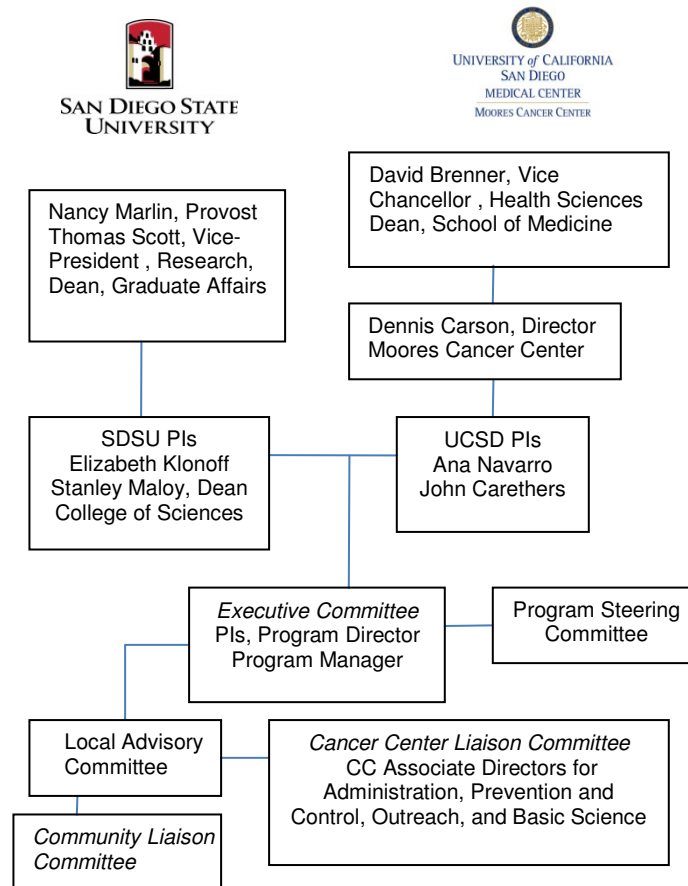 SAN DIEGO STATE
UNIVERSITY
UNIVERSITY of CALIFORNIA
SAN DIEGO
MEDICAL CENTER
MOORES CANCER CENTER
Nancy Marlin, Provost
Thomas Scott, Vice-
President , Research,
Dean, Graduate Affairs
David Brenner, Vice
Chancellor , Health Sciences
Dean, School of Medicine
Dennis Carson, Director
Moores Cancer Center
SDSU PIs
Elizabeth Klonoff
Stanley Maloy, Dean
College of Sciences
UCSD PIs
Ana Navarro
John Carethers
Executive Committee
PIs, Program Director
Program Manager
Program Steering
Committee
Local Advisory
Committee
Cancer Center Liaison Committee
CC Associate Directors for
Administration, Prevention and
Control, Outreach, and Basic Science
Community Liaison
Committee